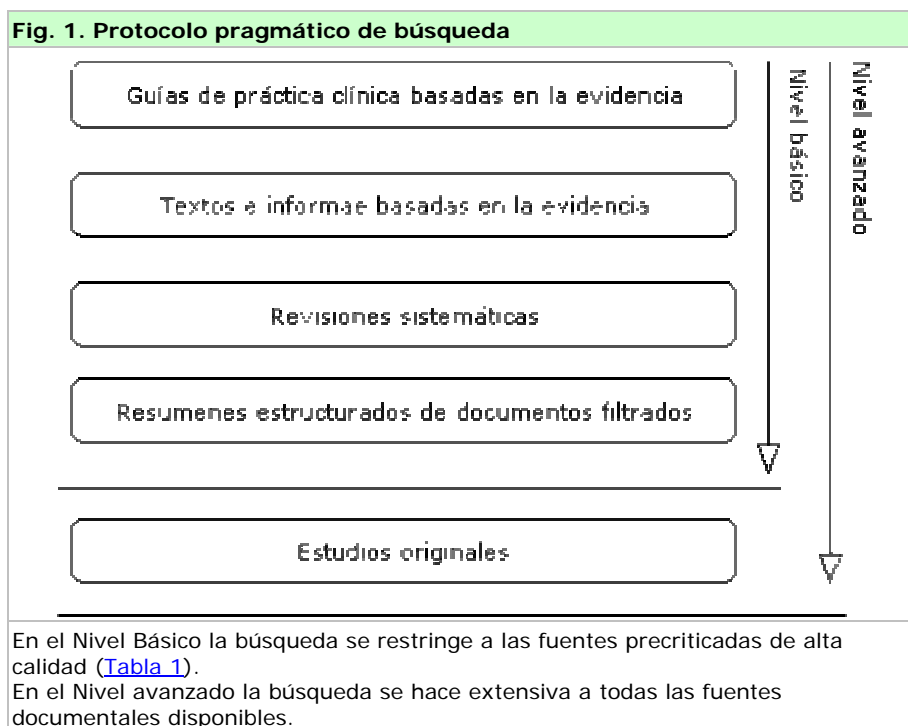 Fig. 1. Protocolo pragmático de búsqueda
Guías de práctica clínica basadas en la evidencia
Textos e informae basadas en la evidencia
Revisiones sistemáticas
Resumenes estructurados de documentos filtrados
Estudios originales
Nivel básico
Nivel avanzado
En el Nivel Básico la búsqueda se restringe a las fuentes precriticadas de alta
calidad (Tabla 1).
En el Nivel avanzado la búsqueda se hace extensiva a todas las fuentes
documentales disponibles.